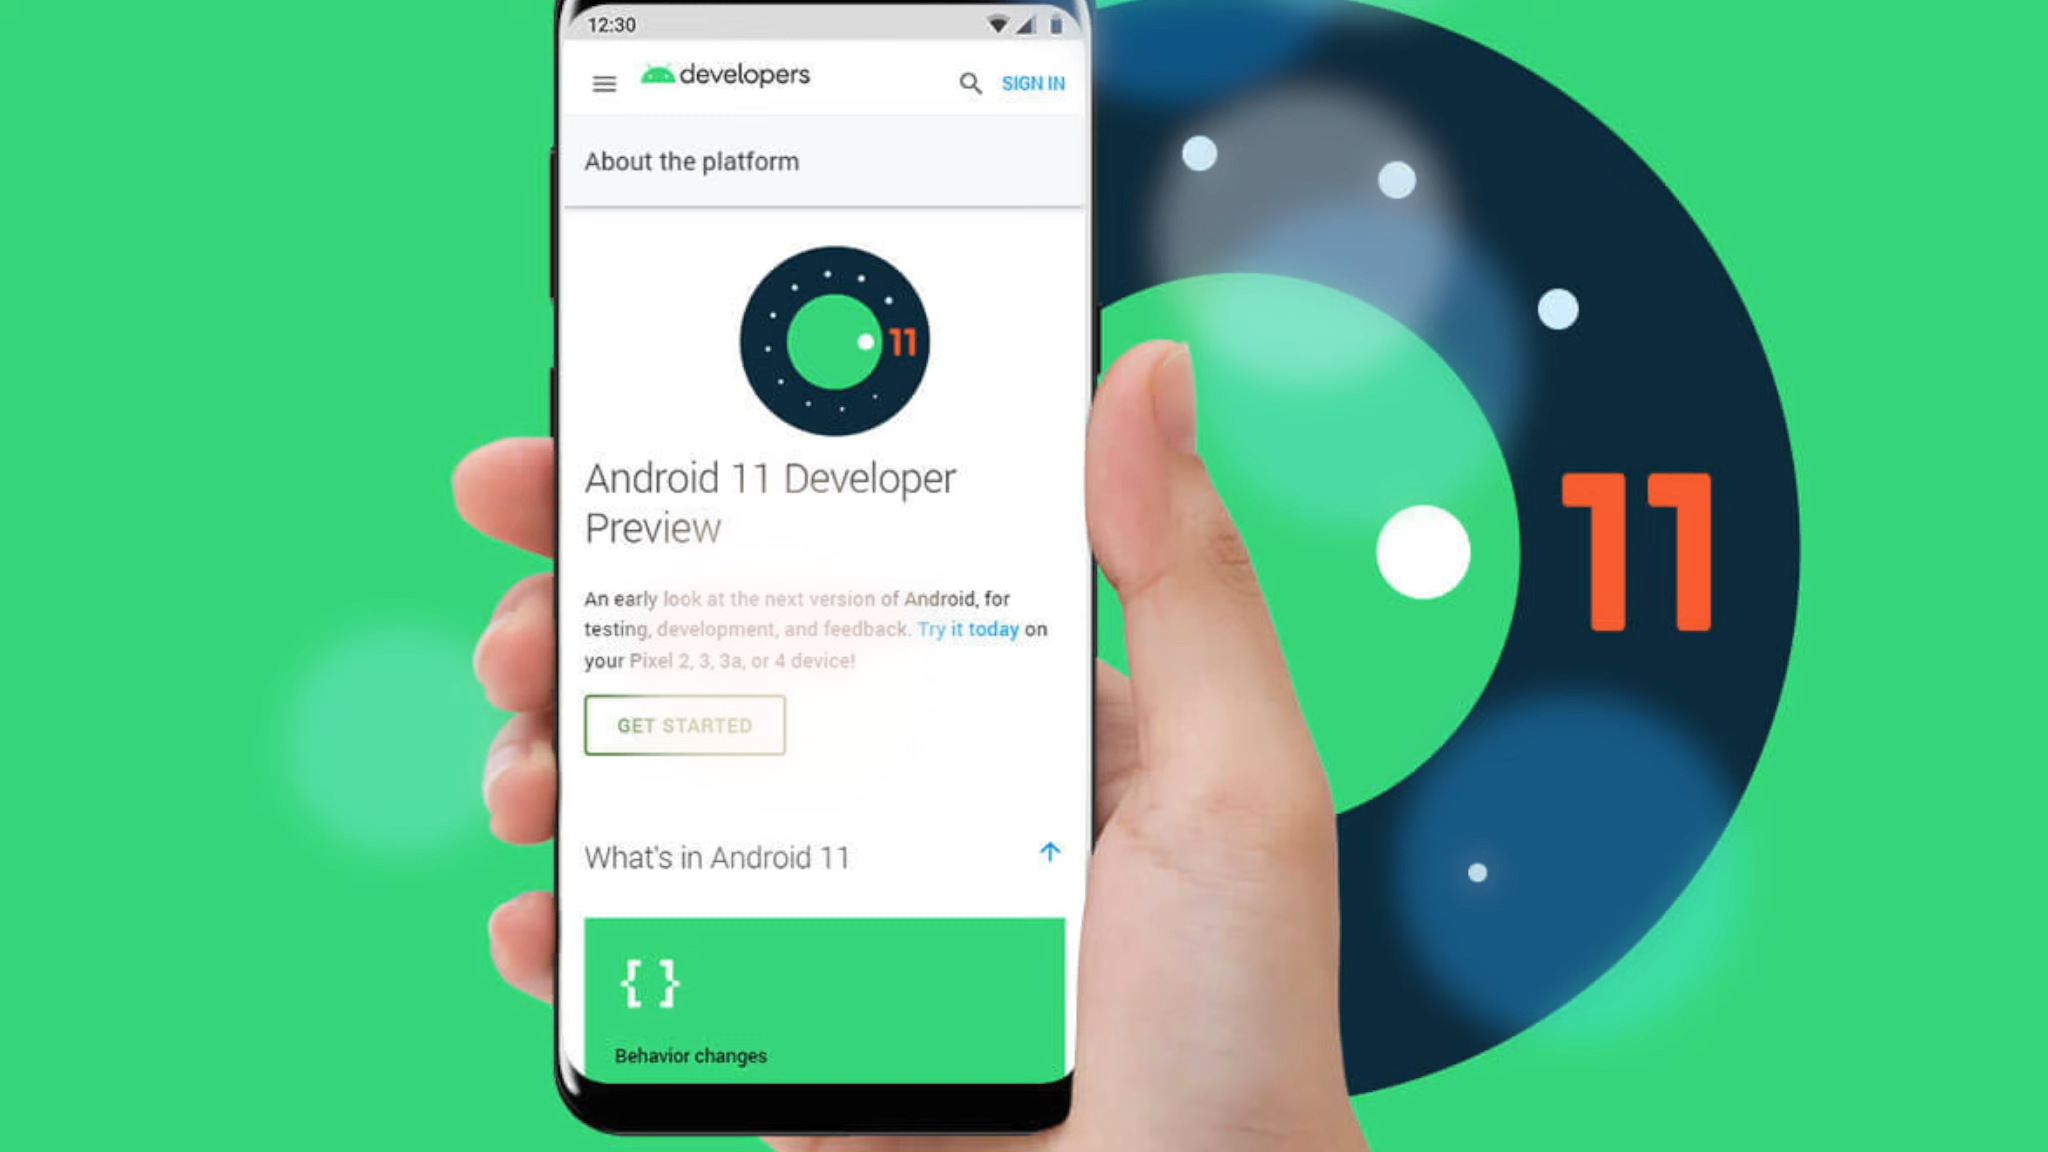 12:30
developers
SIGN IN
About the platform
11
Android 11 Developer
Preview
An early look at the next version of Android, for
testing, development, and feedback. Try it today on
your Pixel 2, 3, 3a, or 4 device!
GET STARTED
What's in Android 11
{ }
Behavior changes
11